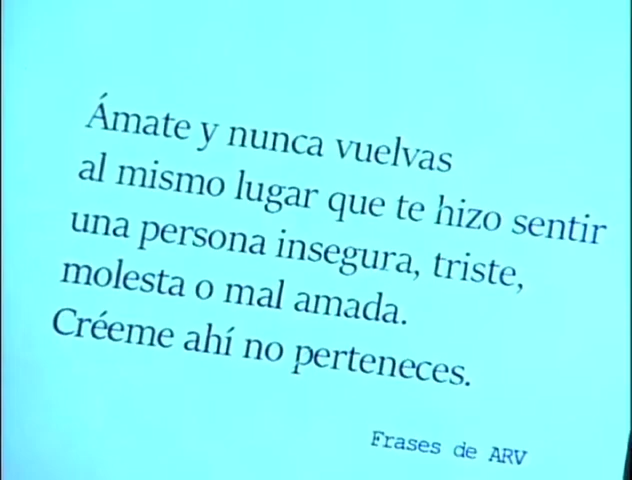 Ámate y nunca vuelvas
al mismo lugar que te hizo sentir
una persona insegura, triste,
molesta o mal amada.
Créeme ahí no perteneces.
Frases de ARV